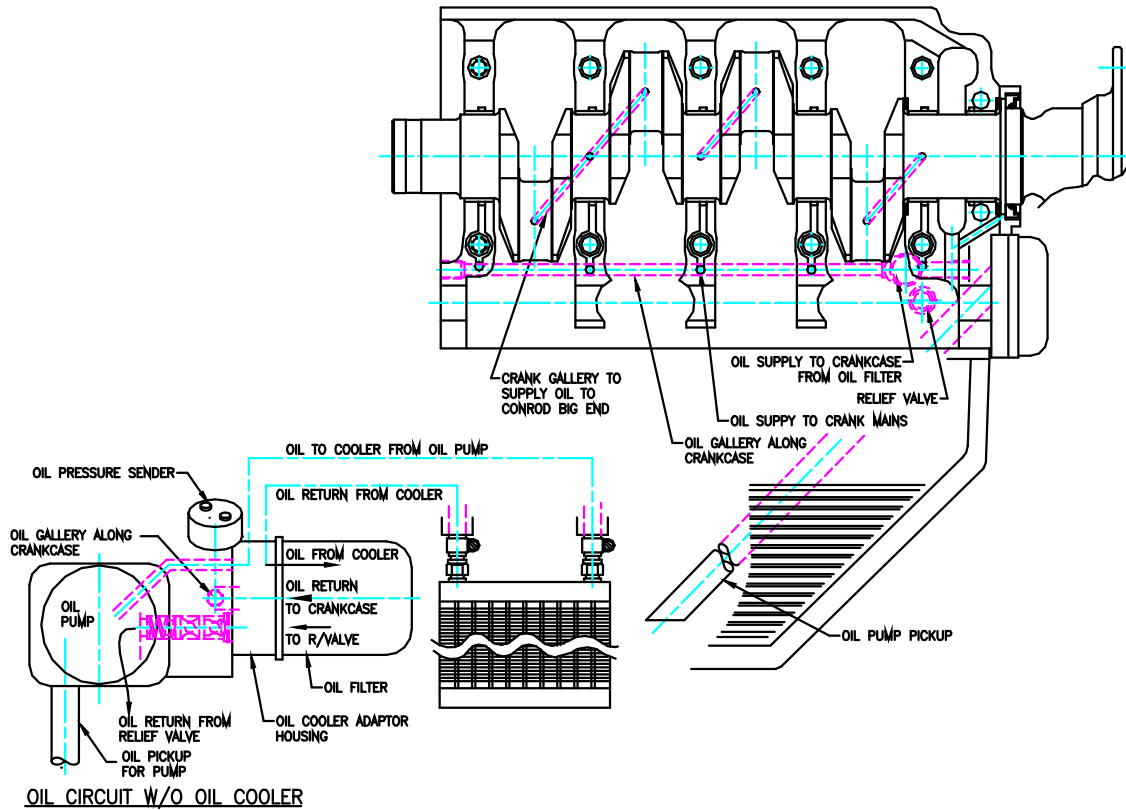 OIL SUPPLY TO CRANKCASE
FROM OIL FILTER
RELIEF VALVE
CRANK GALLERY TO
SUPPLY OIL TO
CONROD BIG END
OIL SUPPY TO CRANK MAINS
OIL GALLERY ALONG
CRANKCASE
OIL TO COOLER FROM OIL PUMP
OIL PRESSURE SENDER
OIL RETURN FROM COOLER
OIL GALLERY ALONG
CRANKCASE
OIL FROM COOLER
OIL RETURN
TO CRANKCASE
OIL
PUMP
TO R/VALVE
OIL PUMP PICKUP
OIL FILTER
OIL RETURN FROM
RELIEF VALVE
OIL COOLER ADAPTOR
HOUSING
OIL PICKUP
FOR PUMP
OIL CIRCUIT W/O OIL COOLER